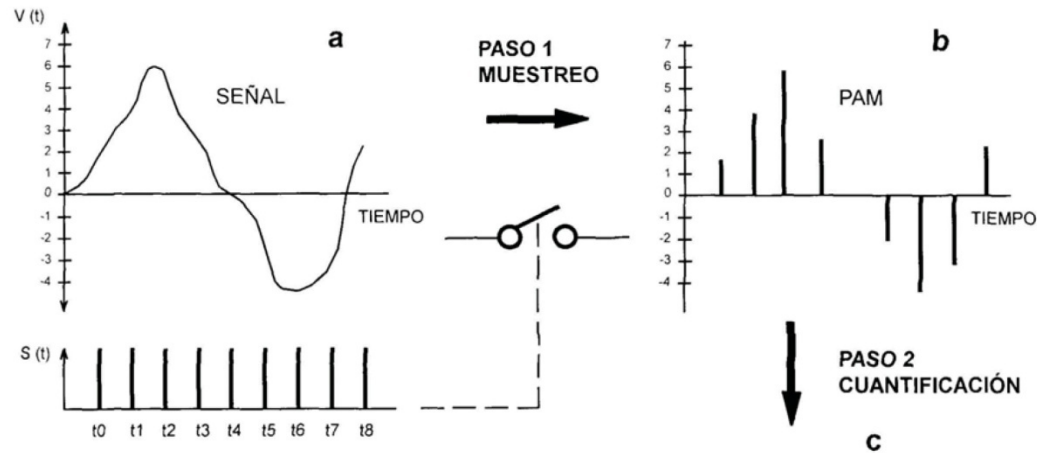 V (t)
a
7
6
5
4
3
2
1
0
-1
-2
-3
-4
SEÑAL
TIEMPO
S (t)
t0 t1 t2 t3 t4 t5 t6 t7 t8
PASO 1
MUESTREO
b
7
6
5
4
3
2
1
0
-1
-2
-3
-4
PAM
TIEMPO
PASO 2
CUANTIFICACIÓN
c